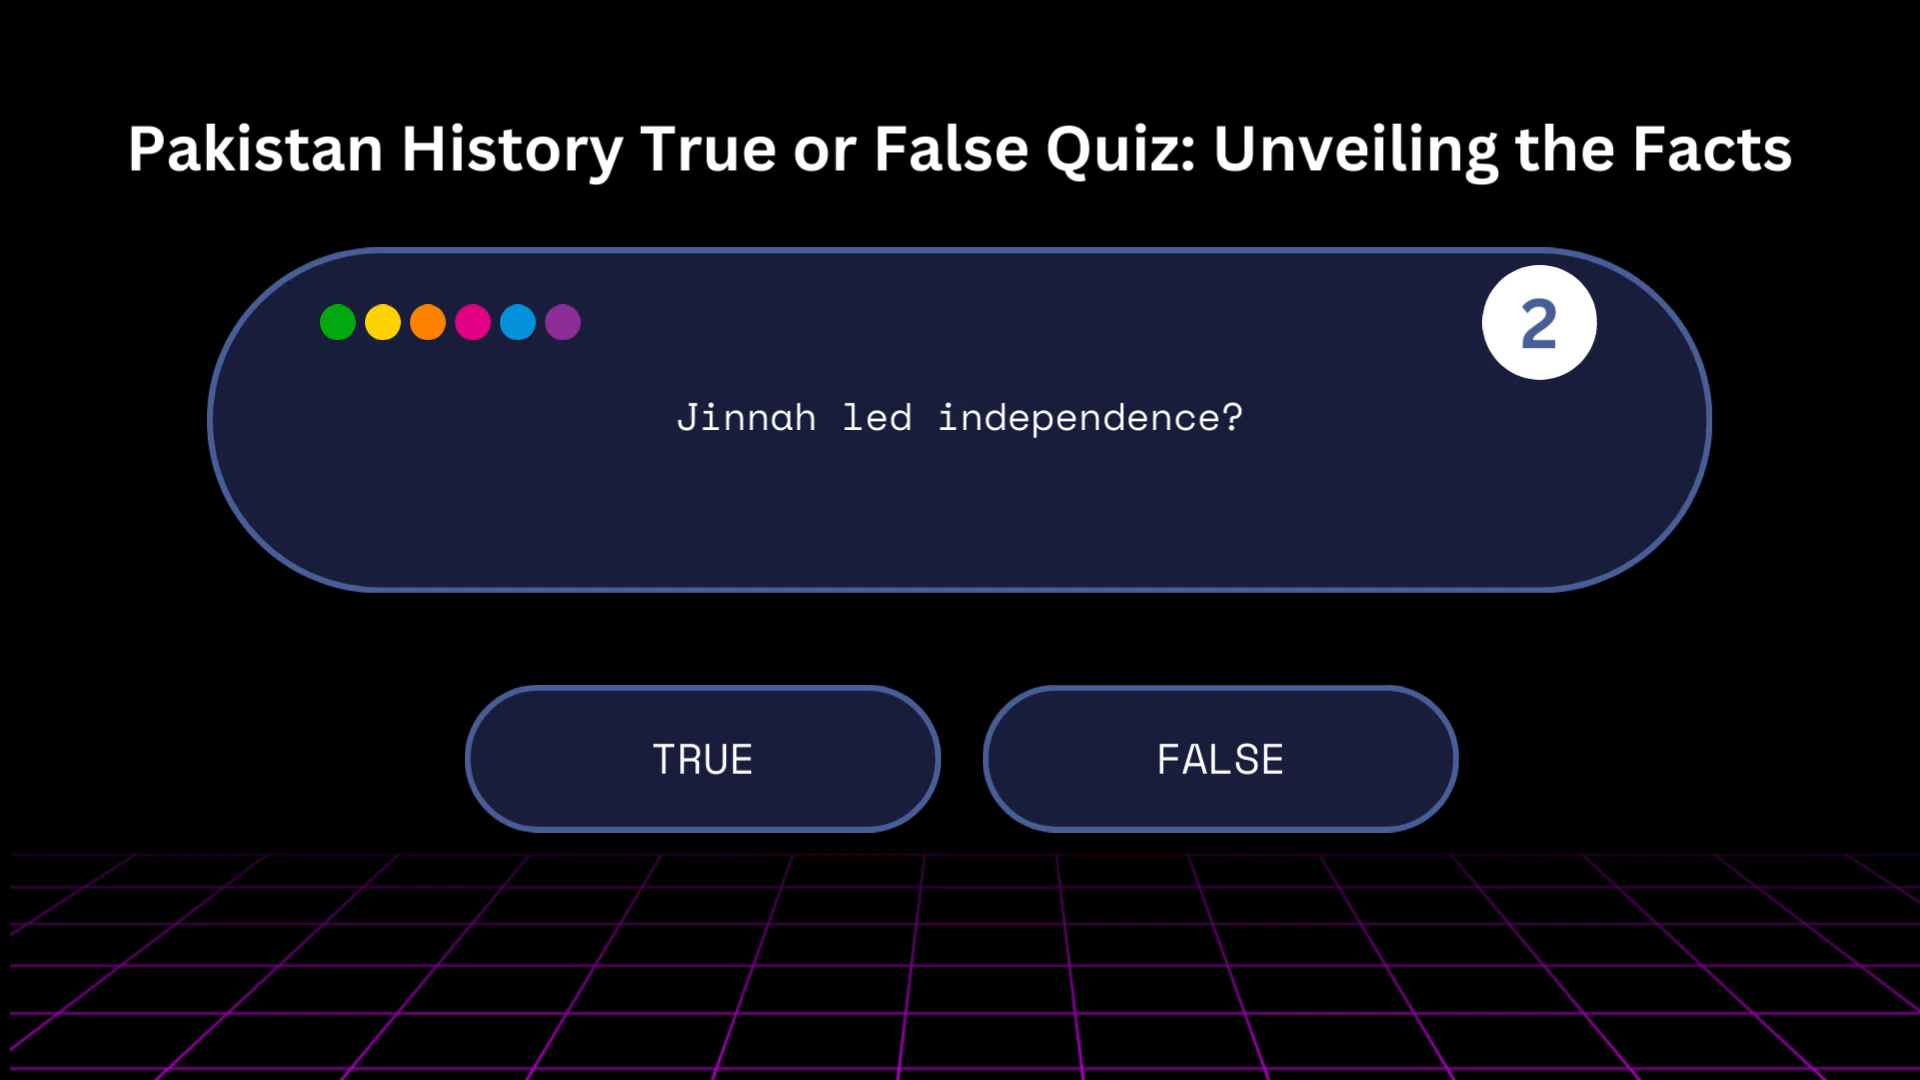 Pakistan History True or False Quiz: Unveiling the Facts
2
Jinnah led independence?
TRUE
FALSE